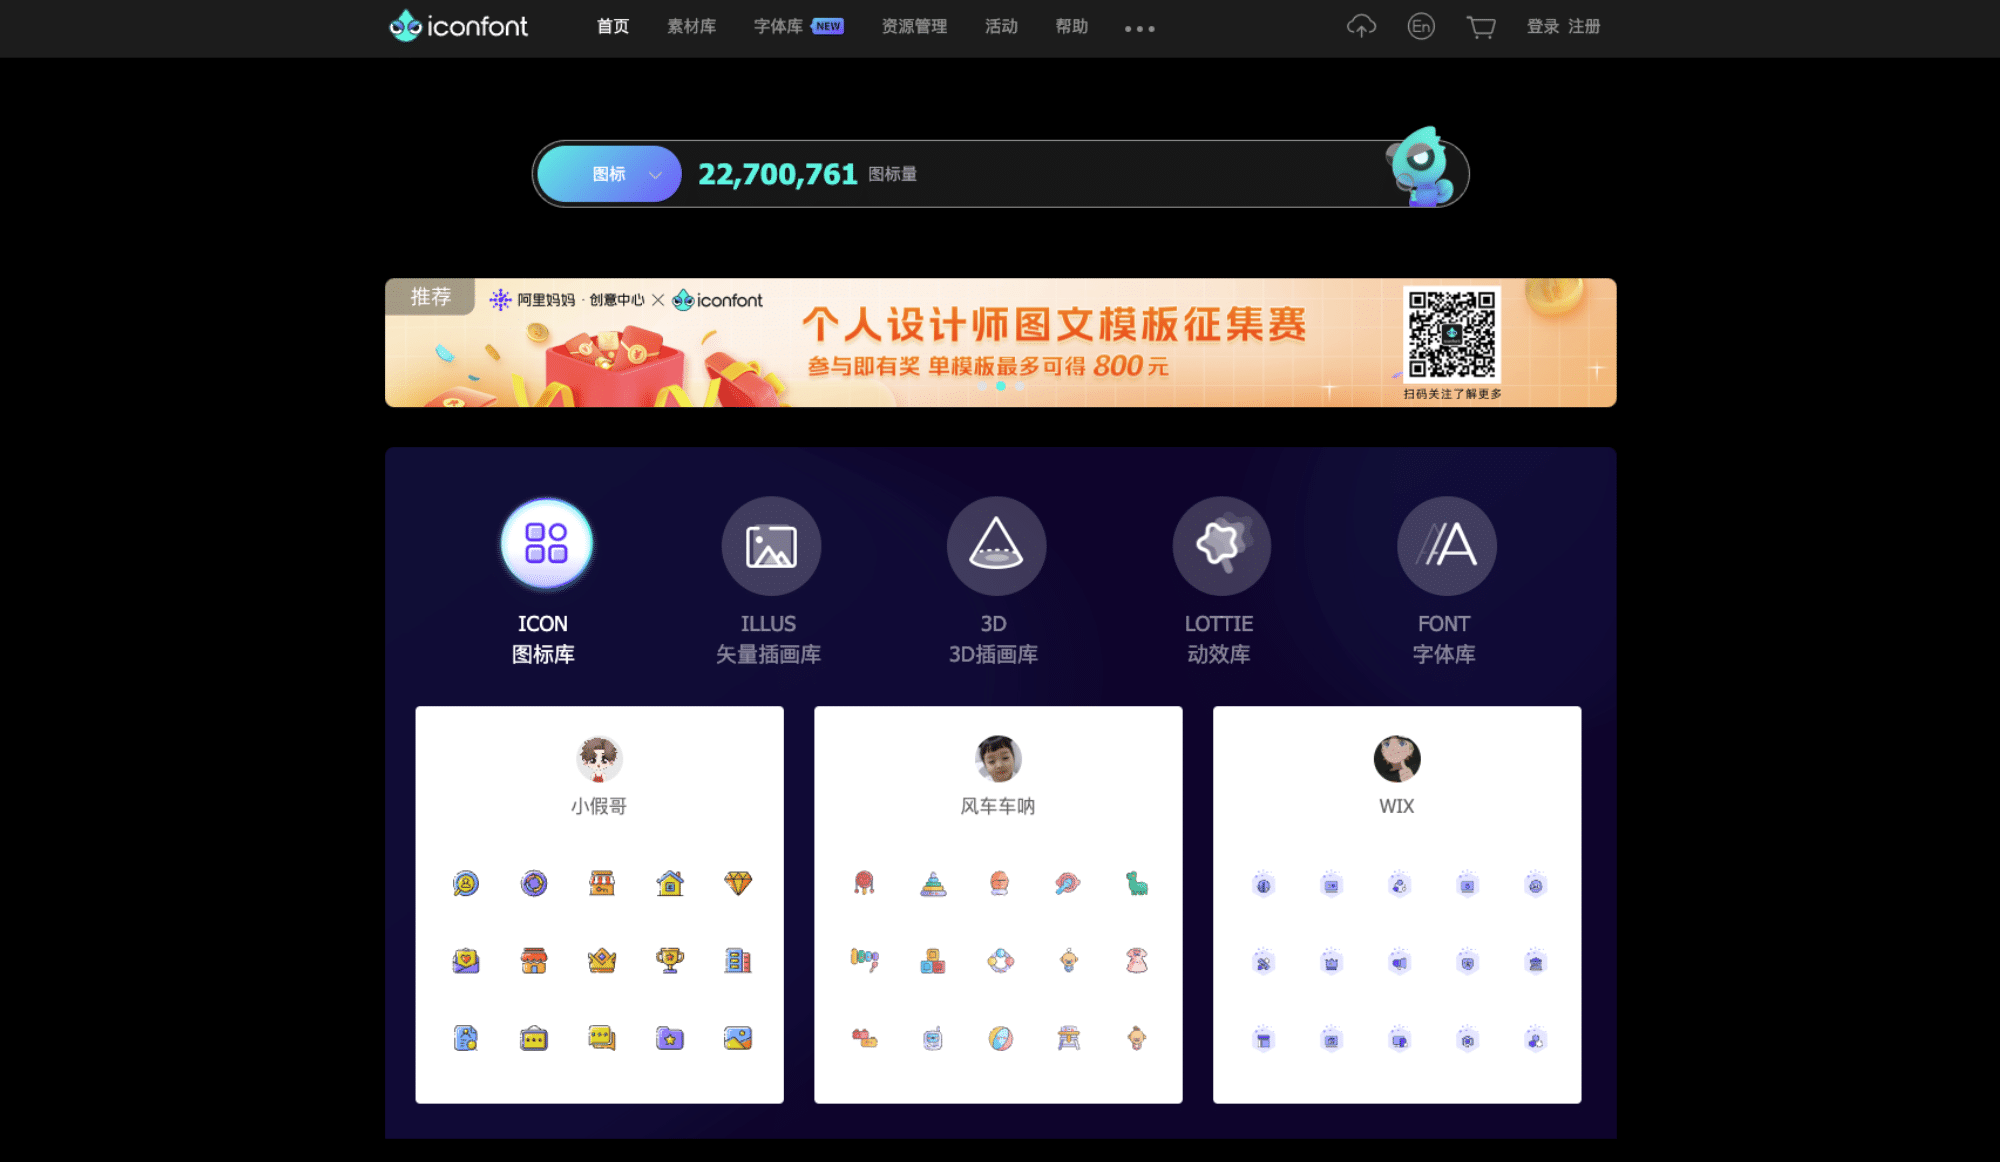 iconfont 首页 素材库 字体库 NEW 资源管理 活动 帮助 ••• En 登录 注册
图标 22,700,761 图标量
推荐 阿里妈妈 · 创意中心 × iconfont
个人设计师图文模板征集赛
参与即有奖 单模板最多可得 800 元
扫码关注了解更多
ICON ILLUS 3D LOTTIE FONT
图标库 矢量插画库 3D插画库 动效库 字体库
小假哥 风车车呐 WIX